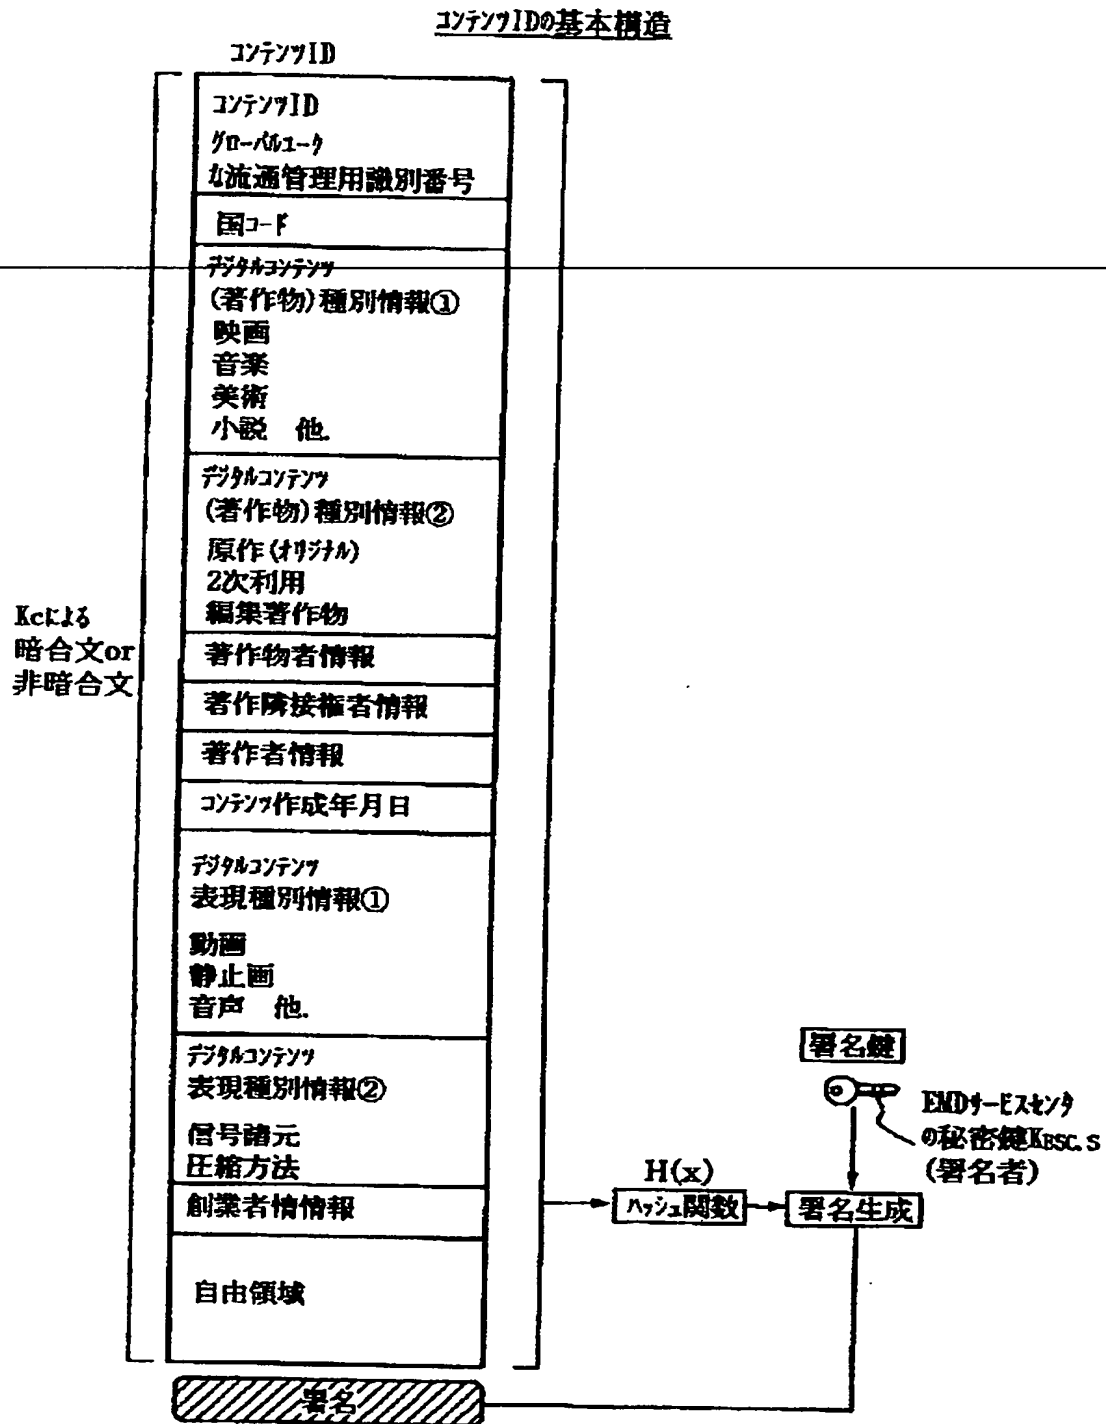 コンテンツIDの基本構造
コンテンツID
コンテンツID
グローバルユーク
な流通管理用識別番号
国コード
デジタルコンテンツ
(著作物)種別情報①
映画
音楽
美術
小説 他.
デジタルコンテンツ
(著作物)種別情報②
原作(オリジナル)
2次利用
編集著作物
著作物者情報
著作隣接権者情報
著作者情報
コンテンツ作成年月日
デジタルコンテンツ
表現種別情報①
動画
静止画
音声 他.
デジタルコンテンツ
表現種別情報②
信号諸元
圧縮方法
創業者情情報
自由領域
署名
Kcによる
暗合文or
非暗合文
H(x)
ハッシュ関数
署名鍵
EMDサービスセンタ
の秘密鍵KESC.S
(署名者)
署名生成